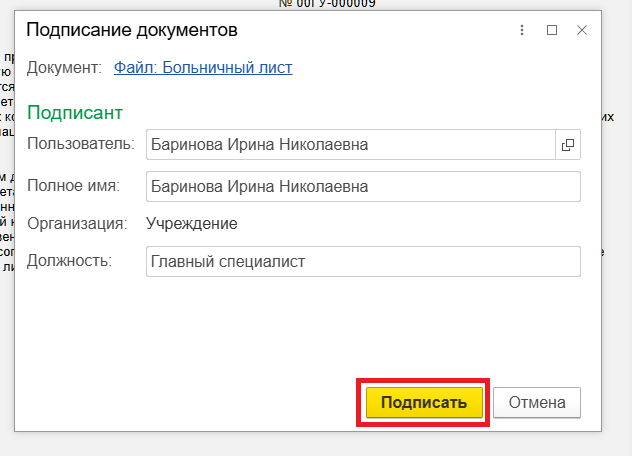 № 00ГУ-000009
Подписание документов
Документ: Файл: Больничный лист
Подписант
Пользователь: Баринова Ирина Николаевна
Полное имя: Баринова Ирина Николаевна
Организация: Учреждение
Должность: Главный специалист
Подписать Отмена